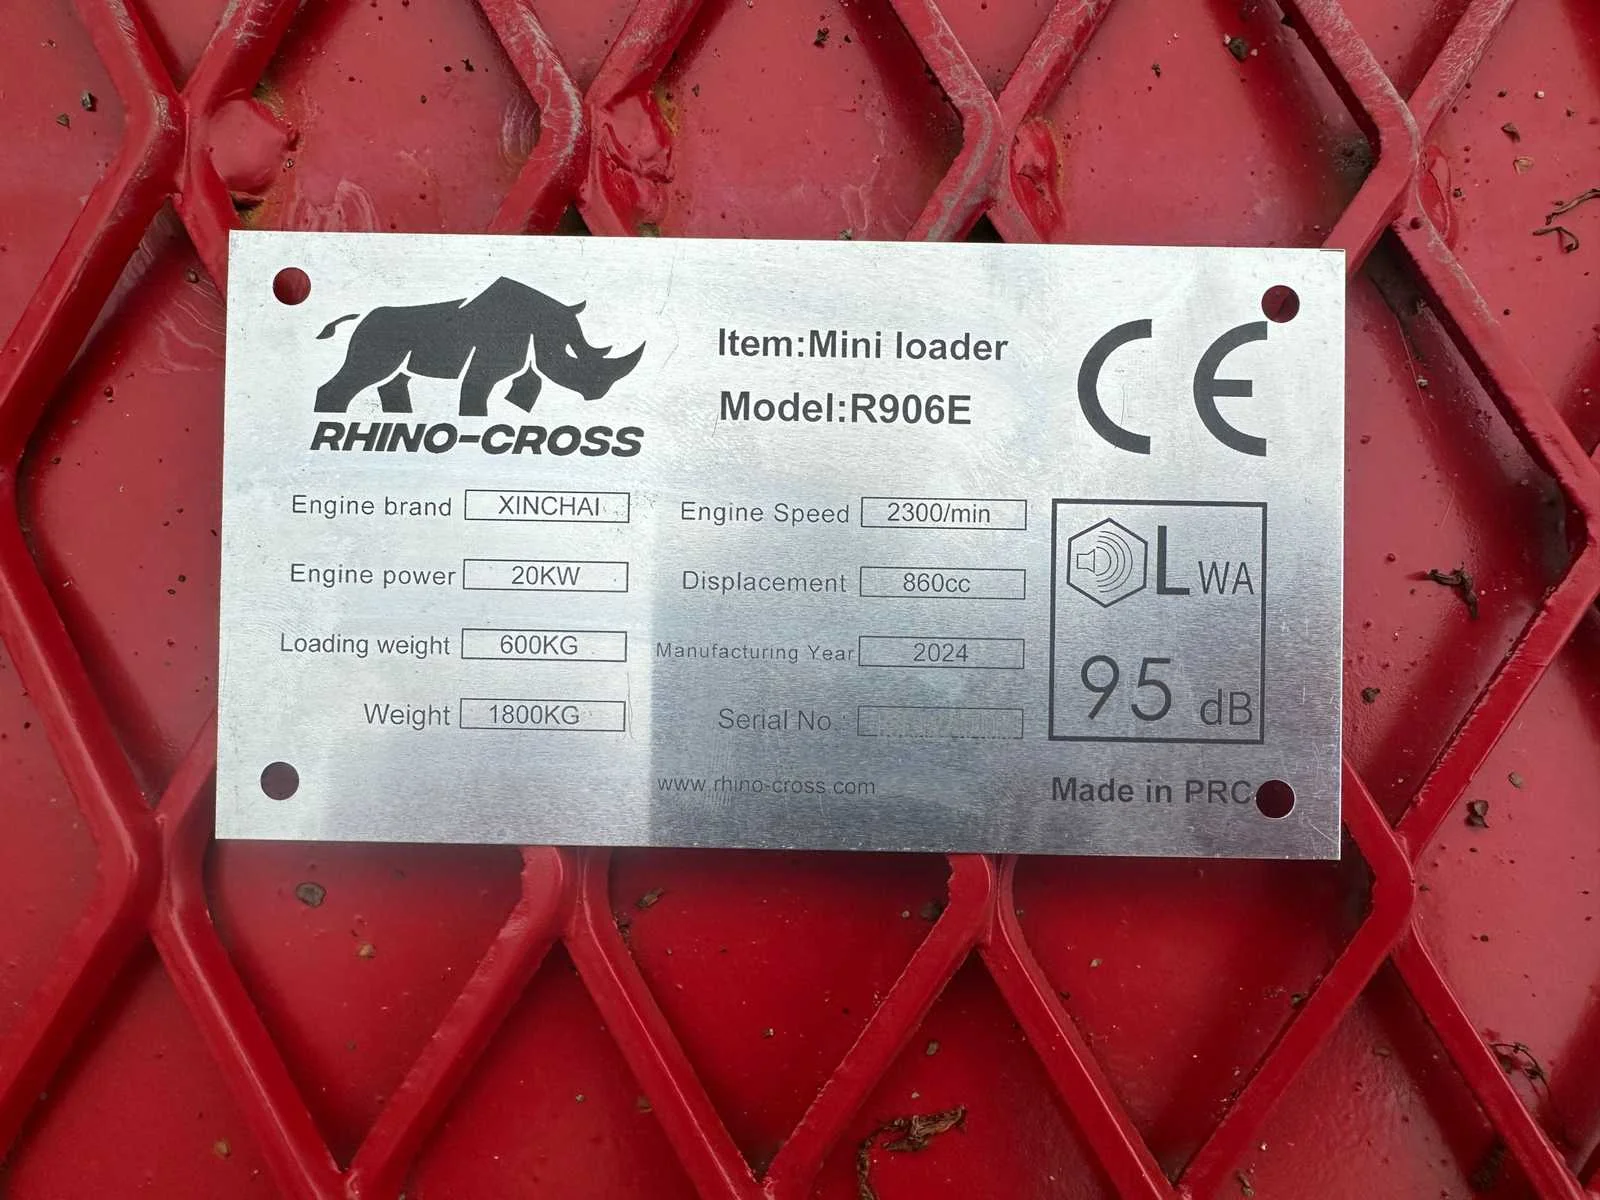 RHINO-CROSS
Item:Mini loader
Model:R906E
CE
Engine brand XINCHAI
Engine power 20KW
Loading weight 600KG
Weight 1800KG
Engine Speed 2300/min
Displacement 860cc
Manufacturing Year 2024
Serial No :
www.rhino-cross.com
LWA
95 dB
Made in PRC